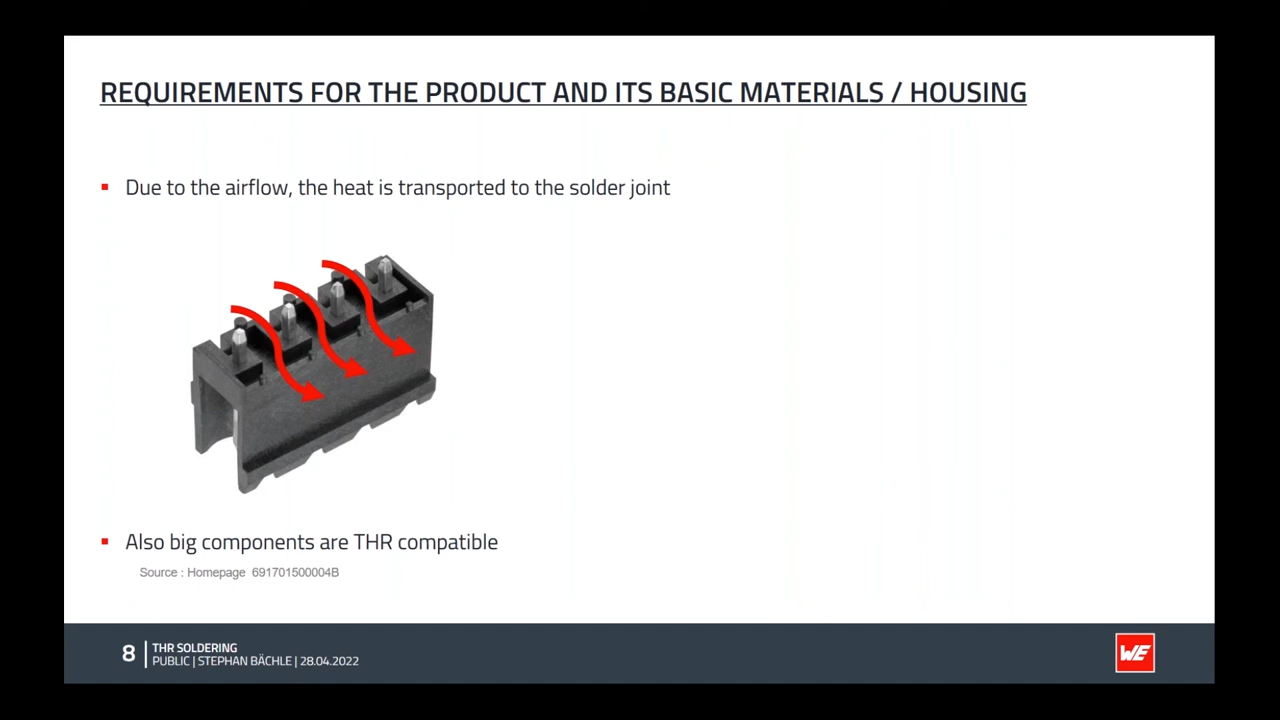 REQUIREMENTS FOR THE PRODUCT AND ITS BASIC MATERIALS / HOUSING
Due to the airflow, the heat is transported to the solder joint
Also big components are THR compatible
Source : Homepage 691701500004B
8
THR SOLDERING
PUBLIC | STEPHAN BÄCHLE | 28.04.2022
WE